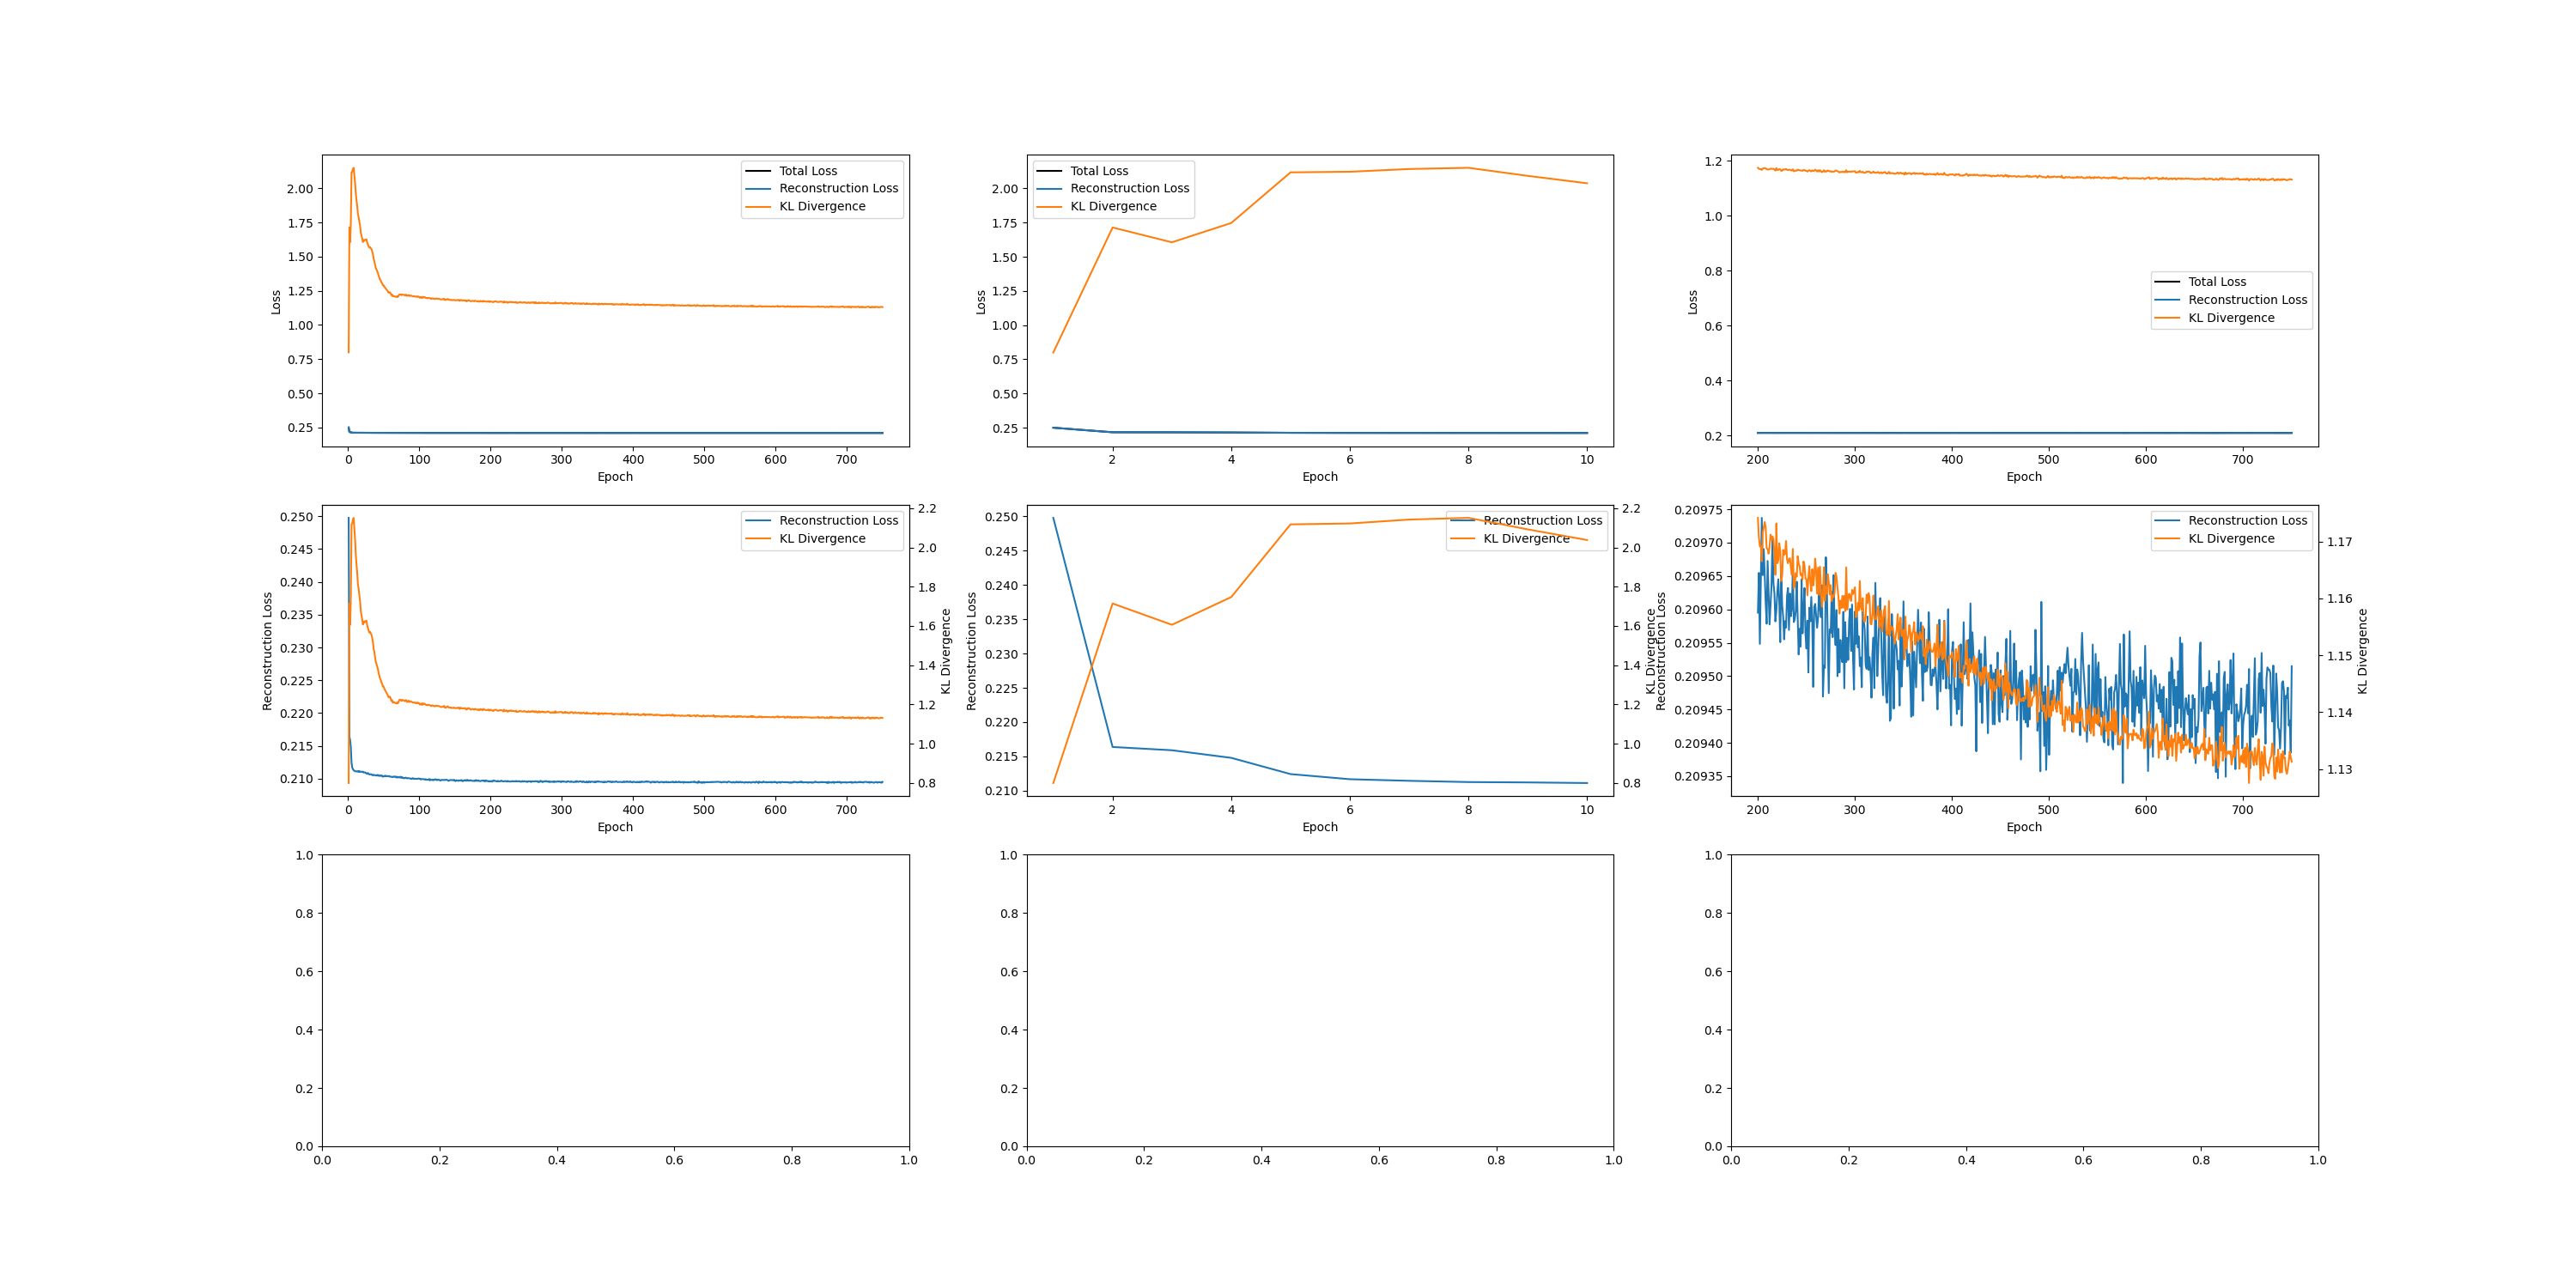 Loss
2.00
1.75
1.50
1.25
1.00
0.75
0.50
0.25
Total Loss
Reconstruction Loss
KL Divergence
0 100 200 300 400 500 600 700
Epoch
Loss
2.00
1.75
1.50
1.25
1.00
0.75
0.50
0.25
Total Loss
Reconstruction Loss
KL Divergence
2 4 6 8 10
Epoch
Loss
1.2
1.0
0.8
0.6
0.4
0.2
Total Loss
Reconstruction Loss
KL Divergence
200 300 400 500 600 700
Epoch
Reconstruction Loss
0.250
0.245
0.240
0.235
0.230
0.225
0.220
0.215
0.210
Reconstruction Loss
KL Divergence
2.2
2.0
1.8
1.6
1.4
1.2
1.0
0.8
KL Divergence
0 100 200 300 400 500 600 700
Epoch
Reconstruction Loss
0.250
0.245
0.240
0.235
0.230
0.225
0.220
0.215
0.210
Reconstruction Loss
KL Divergence
2.2
2.0
1.8
1.6
1.4
1.2
1.0
0.8
KL Divergence
2 4 6 8 10
Epoch
Reconstruction Loss
0.20975
0.20970
0.20965
0.20960
0.20955
0.20950
0.20945
0.20940
0.20935
Reconstruction Loss
KL Divergence
1.17
1.16
1.15
1.14
1.13
KL Divergence
200 300 400 500 600 700
Epoch
1.0
0.8
0.6
0.4
0.2
0.0
0.0 0.2 0.4 0.6 0.8 1.0
1.0
0.8
0.6
0.4
0.2
0.0
0.0 0.2 0.4 0.6 0.8 1.0
1.0
0.8
0.6
0.4
0.2
0.0
0.0 0.2 0.4 0.6 0.8 1.0